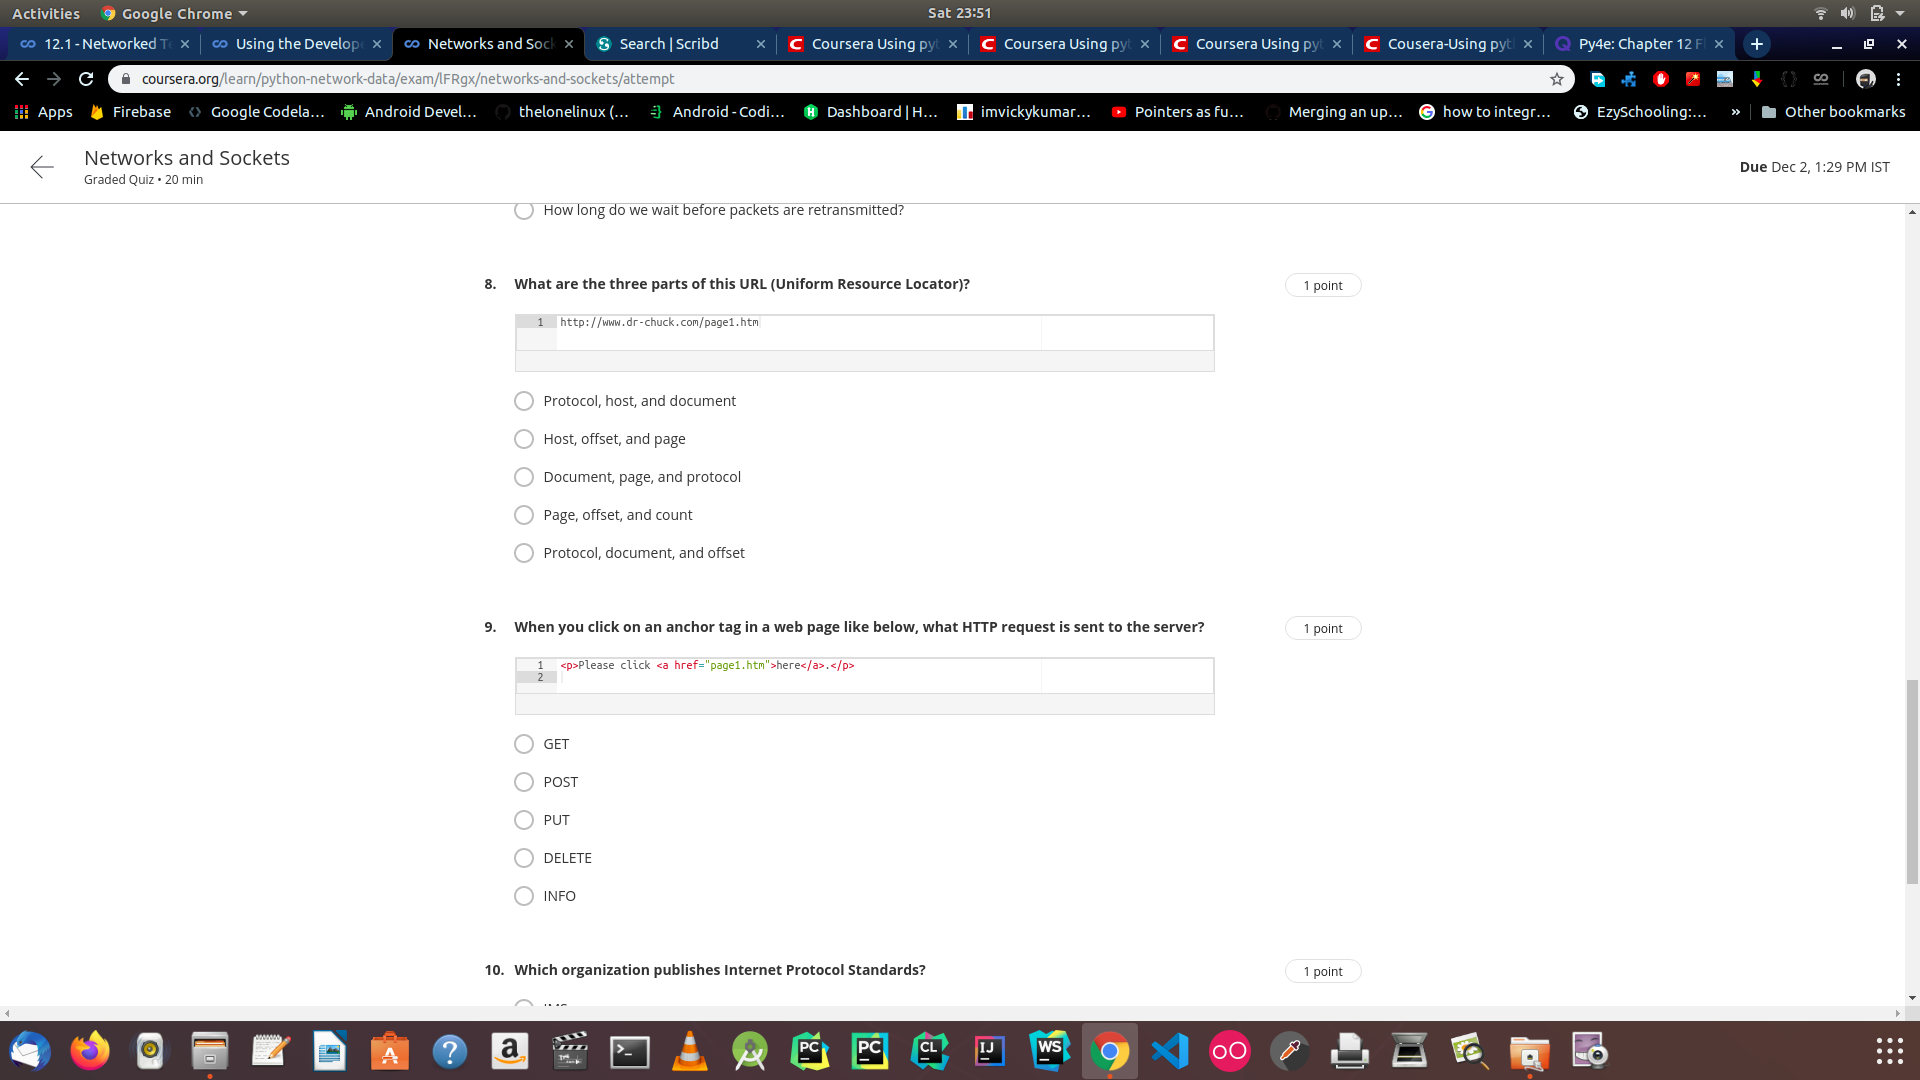 Activities Google Chrome Sat 23:51
12.1 - Networked Te Using the Develope Networks and Sock Search | Scribd Coursera Using pyt Coursera Using pyt Coursera Using pyt Cousera-Using pyth Py4e: Chapter 12 Fl
coursera.org/learn/python-network-data/exam/lFRgx/networks-and-sockets/attempt
Apps Firebase Google Codela... Android Devel... thelonelinux (... Android - Codi... Dashboard | H... imvickykumar... Pointers as fu... Merging an up... how to integr... EzySchooling:... » Other bookmarks
Networks and Sockets
Graded Quiz • 20 min
Due Dec 2, 1:29 PM IST
How long do we wait before packets are retransmitted?
8. What are the three parts of this URL (Uniform Resource Locator)? 1 point
1 http://www.dr-chuck.com/page1.htm
Protocol, host, and document
Host, offset, and page
Document, page, and protocol
Page, offset, and count
Protocol, document, and offset
9. When you click on an anchor tag in a web page like below, what HTTP request is sent to the server? 1 point
1 <p>Please click <a href="page1.htm">here</a>.</p>
2
GET
POST
PUT
DELETE
INFO
10. Which organization publishes Internet Protocol Standards? 1 point